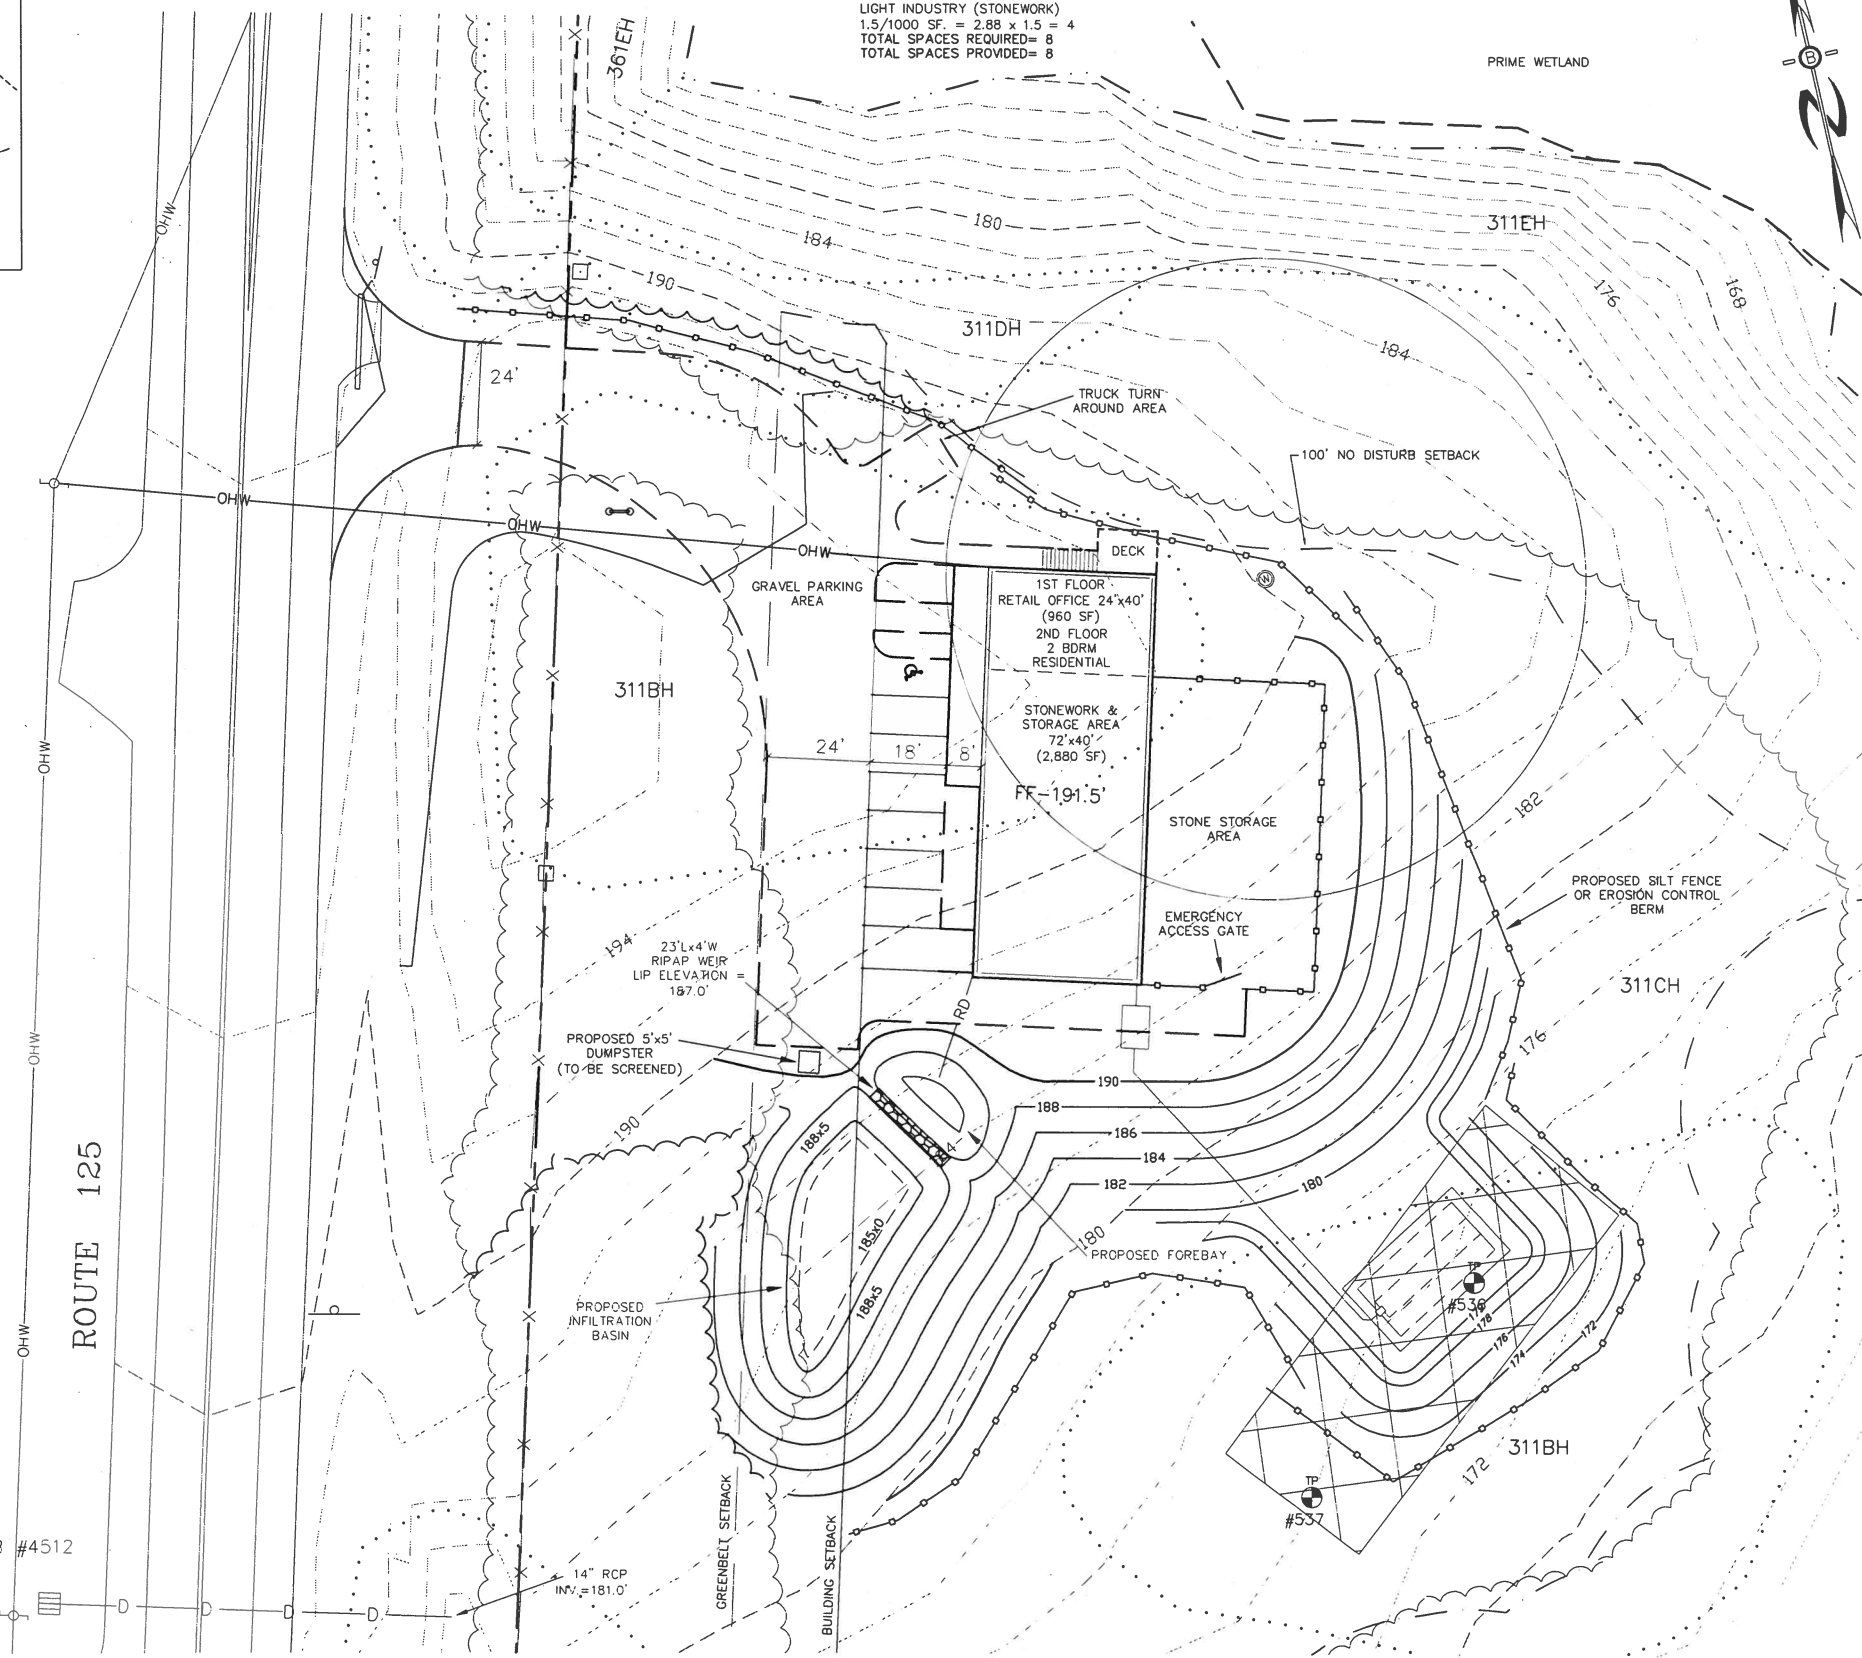 LIGHT INDUSTRY (STONEWORK)
1.5/1000 SF. = 2.88 x 1.5 = 4
TOTAL SPACES REQUIRED= 8
TOTAL SPACES PROVIDED= 8
PRIME WETLAND
B
361EH
OHW
180
184
311EH
190
176
168
311DH
184
24'
TRUCK TURN
AROUND AREA
100' NO DISTURB SETBACK
OHW
OHW
OHW
DECK
W
GRAVEL PARKING
AREA
1ST FLOOR
RETAIL OFFICE 24"x40'
(960 SF)
2ND FLOOR
2 BDRM
RESIDENTIAL
311BH
STONEWORK &
STORAGE AREA
72'x40'
(2,880 SF)
24'
18'
8'
OHW
FF-191.5'
STONE STORAGE
AREA
182
PROPOSED SILT FENCE
OR EROSION CONTROL
BERM
EMERGENCY
ACCESS GATE
194
23'Lx4'W
RIPAP WEIR
LIP ELEVATION =
187.0'
311CH
RD
OHW
PROPOSED 5'x5'
DUMPSTER
(TO BE SCREENED)
176
190
188
186
184
182
180
190
188x5
185x0
188x5
180
PROPOSED FOREBAY
ROUTE 125
PROPOSED
INFILTRATION
BASIN
OHW
TP
#536
178
176
174
172
311BH
172
TP
#537
GREENBELT SETBACK
BUILDING SETBACK
#4512
14" RCP
INV.=181.0'
D
D
D
D